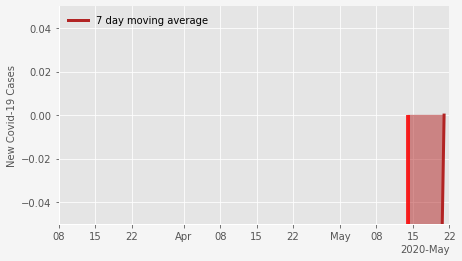 7 day moving average
New Covid-19 Cases
0.04
0.02
0.00
−0.02
−0.04
08 15 22 Apr 08 15 22 May 08 15 22
2020-May